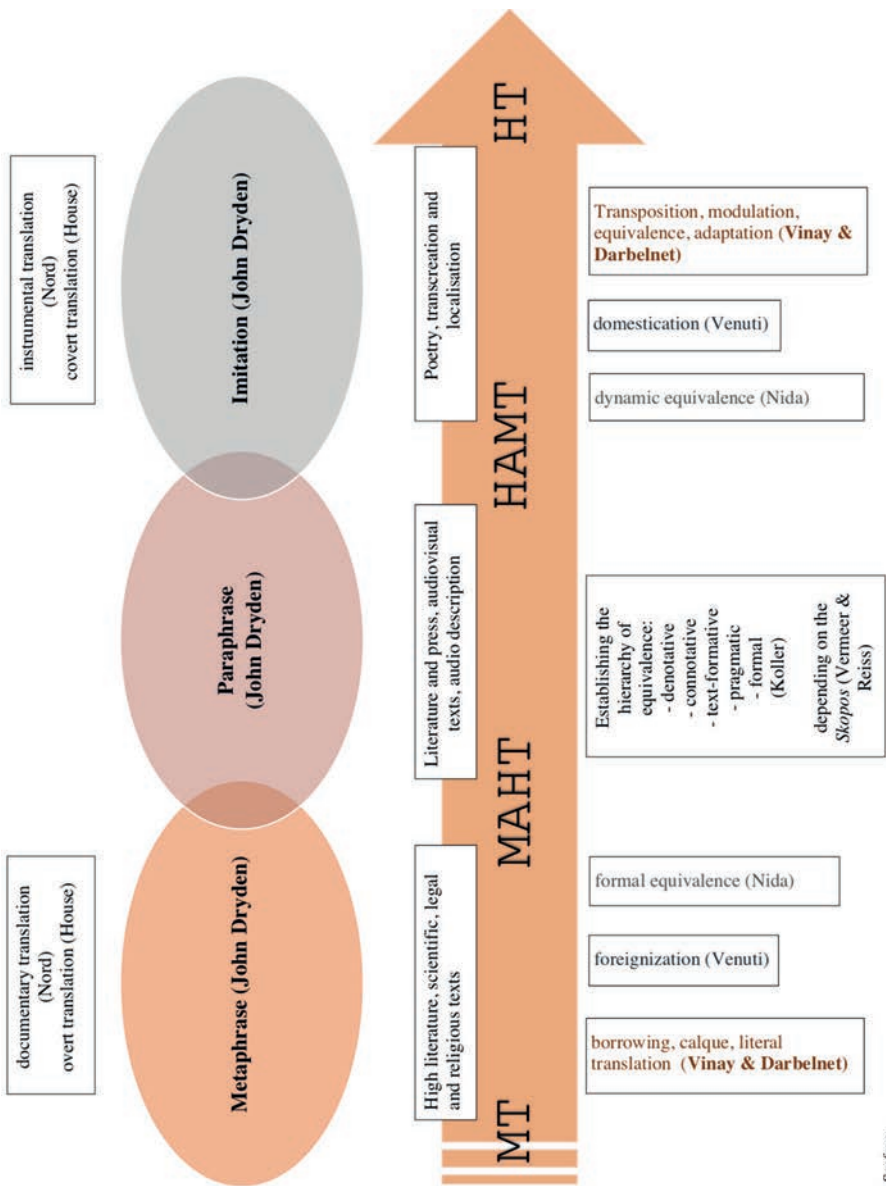 documentary translation
(Nord)
overt translation (House)
instrumental translation
(Nord)
covert translation (House)
Metaphrase (John Dryden)
Paraphrase
(John Dryden)
Imitation (John Dryden)
High literature, scientific, legal
and religious texts
Literature and press, audiovisual
texts, audio description
Poetry, transcreation and
localisation
MT
MAHT
HAMT
HT
borrowing, calque, literal
translation (Vinay & Darbelnet)
foreignization (Venuti)
formal equivalence (Nida)
Establishing the
hierarchy of
equivalence:
- denotative
- connotative
- text-formative
- pragmatic
- formal
(Koller)
depending on the
Skopos (Vermeer &
Reiss)
dynamic equivalence (Nida)
domestication (Venuti)
Transposition, modulation,
equivalence, adaptation (Vinay &
Darbelnet)